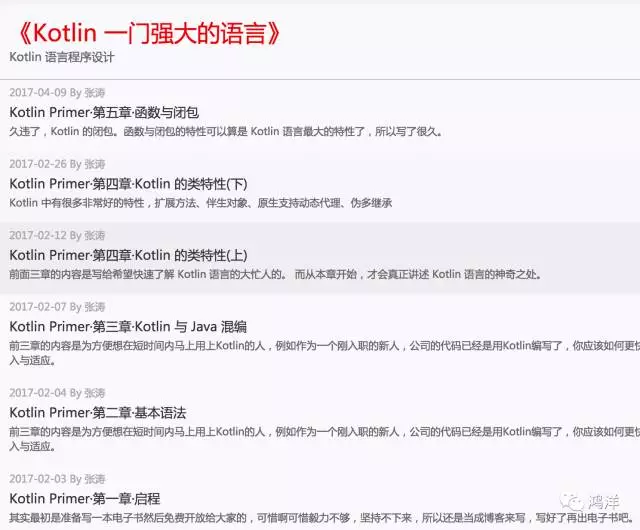 《Kotlin 一门强大的语言》
Kotlin 语言程序设计
2017-04-09 By 张涛
Kotlin Primer·第五章·函数与闭包
久违了，Kotlin 的闭包。函数与闭包的特性可以算是 Kotlin 语言最大的特性了，所以写了很久。
2017-02-26 By 张涛
Kotlin Primer·第四章·Kotlin 的类特性(下)
Kotlin 中有很多非常好的特性，扩展方法、伴生对象、原生支持动态代理、伪多继承
2017-02-12 By 张涛
Kotlin Primer·第四章·Kotlin 的类特性(上)
前面三章的内容是写给希望快速了解 Kotlin 语言的大忙人的。 而从本章开始，才会真正讲述 Kotlin 语言的神奇之处。
2017-02-07 By 张涛
Kotlin Primer·第三章·Kotlin 与 Java 混编
前三章的内容是为方便想在短时间内马上用上Kotlin的人，例如作为一个刚入职的新人，公司的代码已经是用Kotlin编写了，你应该如何更快
入与适应。
2017-02-04 By 张涛
Kotlin Primer·第二章·基本语法
前三章的内容是为方便想在短时间内马上用上Kotlin的人，例如作为一个刚入职的新人，公司的代码已经是用Kotlin编写了，你应该如何更快
入与适应。
2017-02-03 By 张涛
Kotlin Primer·第一章·启程
其实最初是准备写一本电子书然后免费开放给大家的，可惜啊可惜毅力不够，坚持不下来，所以还是当成博客来写，写好了再出电子书吧。
鸿洋